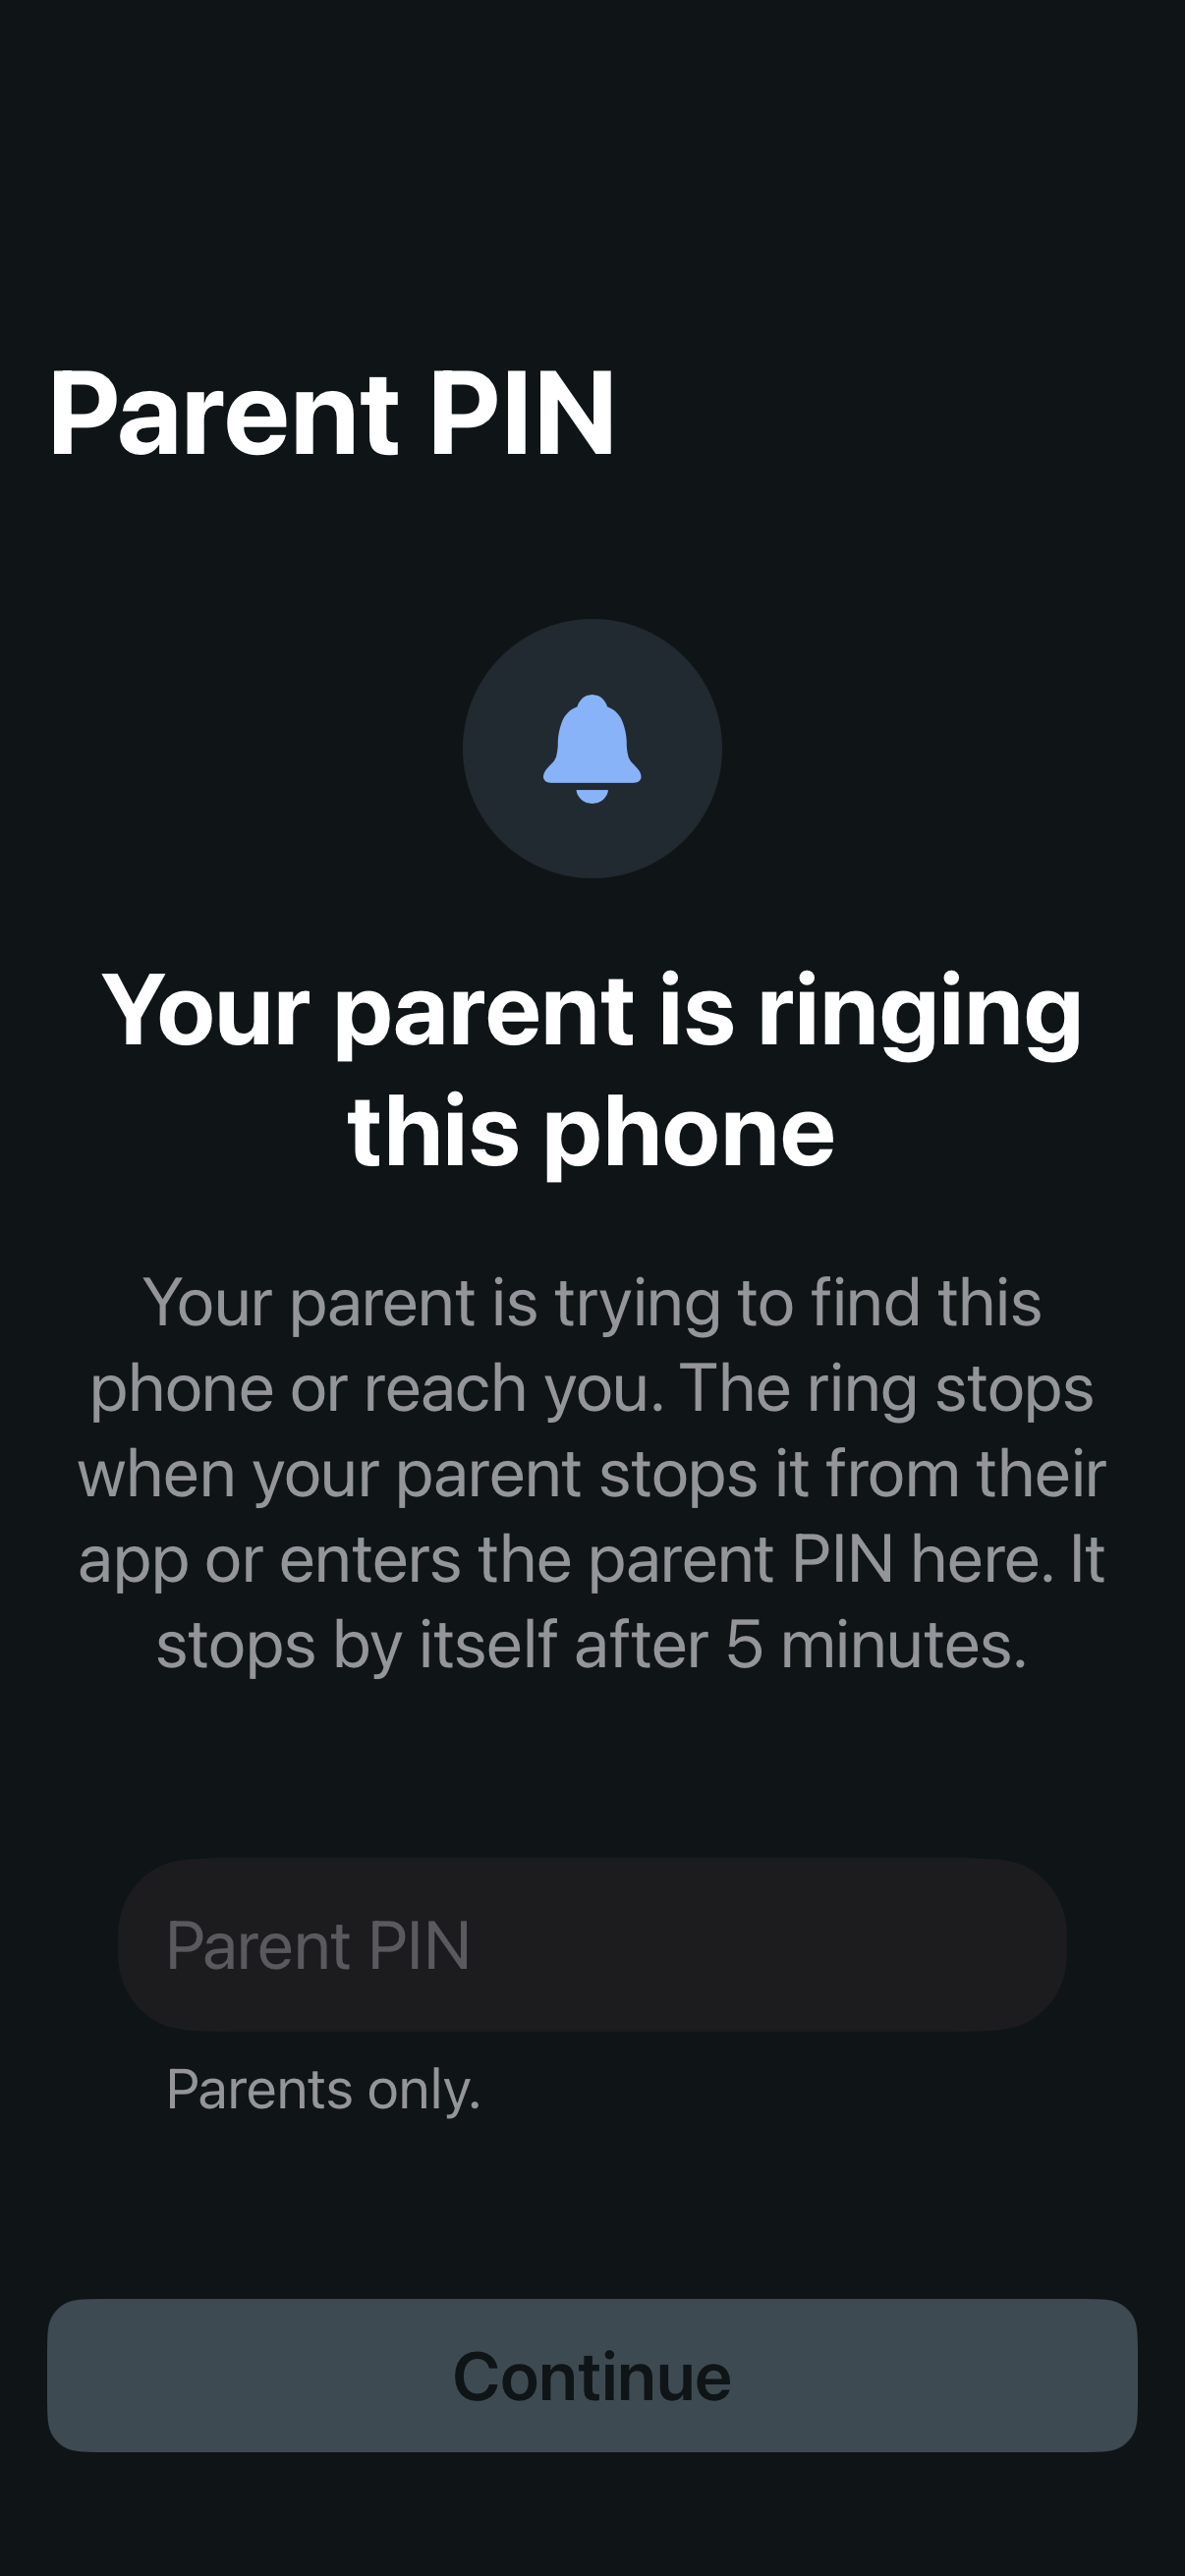 Parent PIN
Your parent is ringing
this phone
Your parent is trying to find this
phone or reach you. The ring stops
when your parent stops it from their
app or enters the parent PIN here. It
stops by itself after 5 minutes.
Parent PIN
Parents only.
Continue